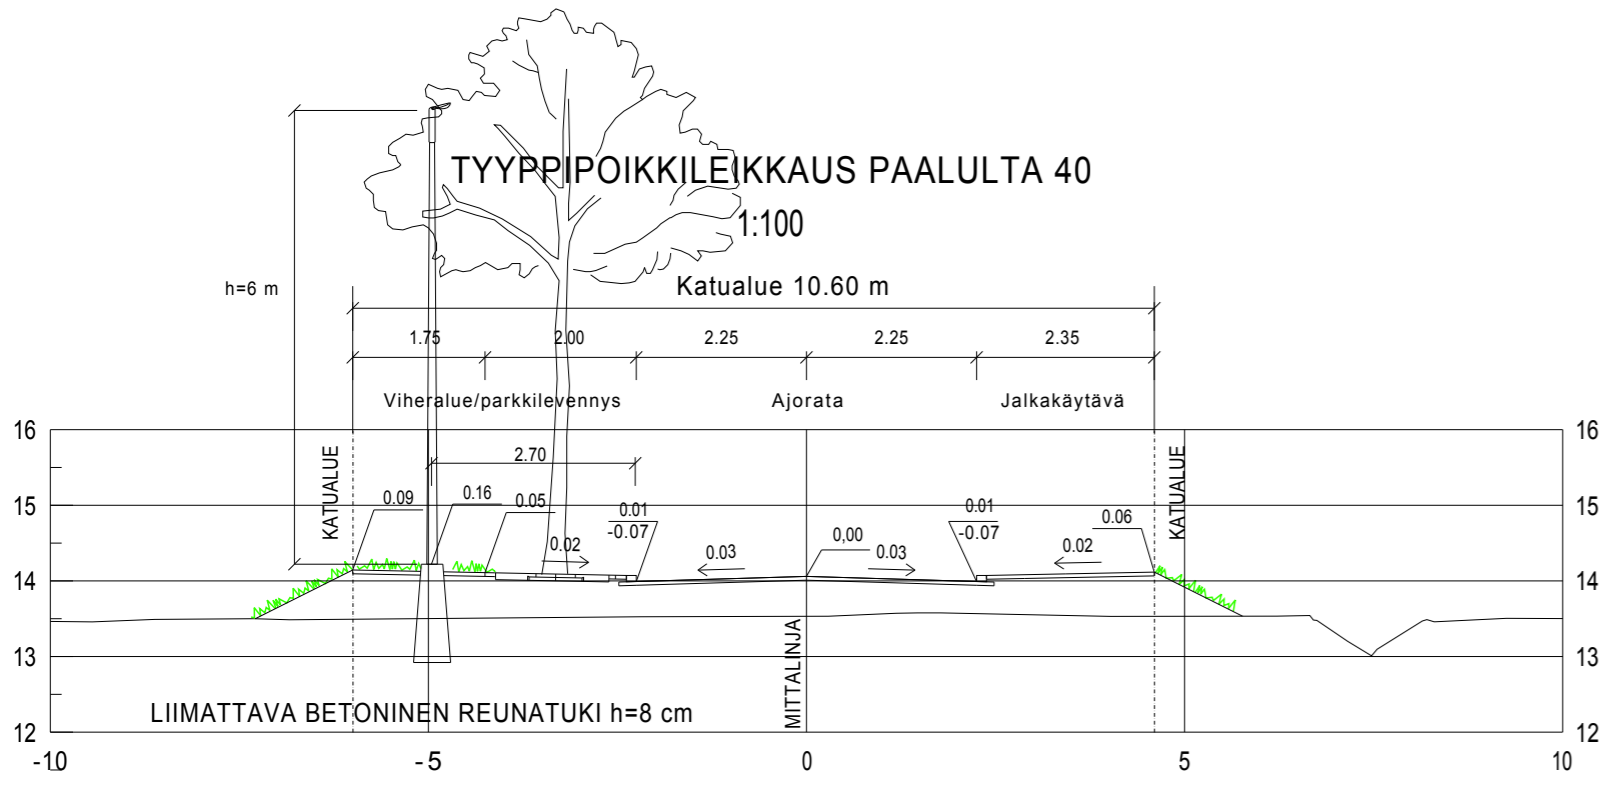 TYYPPIPOIKKILEIKKAUS PAALULTA 40
1:100
h=6 m
Katualue 10.60 m
1.75 2.00 2.25 2.25 2.35
Viheralue/parkkilevennys Ajorata Jalkakäytävä
16 16
KATUALUE KATUALUE
2.70
15 15
0.09 0.16 0.05 0.01 0.01 0.06
-0.07 0,00 -0.07
0.02 0.03 0.03 0.02
14 14
13 13
MITTALINJA
LIIMATTAVA BETONINEN REUNATUKI h=8 cm
12 12
-10 -5 0 5 10